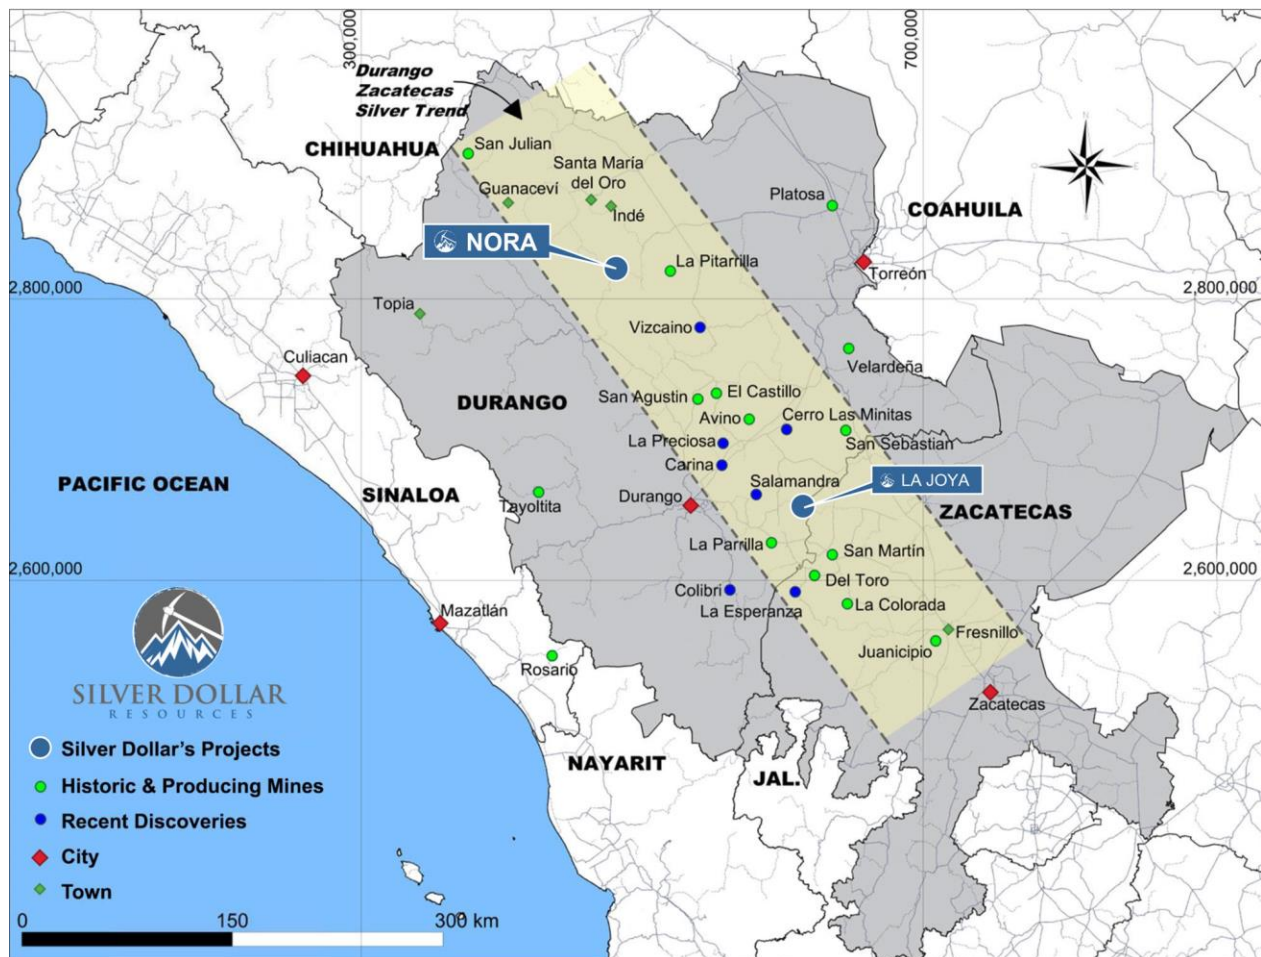 300,000
700,000
Durango
Zacatecas
Silver Trend
CHIHUAHUA
San Julian
Santa María
del Oro
Guanaceví
Indé
Platosa
COAHUILA
NORA
La Pitarrilla
Torreón
2,800,000
2,800,000
Topia
Vizcaino
Culiacan
Velardeña
San Agustin
El Castillo
DURANGO
Avino
Cerro Las Minitas
La Preciosa
San Sebastian
Carina
PACIFIC OCEAN
SINALOA
Salamandra
LA JOYA
Durango
Tayoltita
ZACATECAS
La Parrilla
San Martín
2,600,000
2,600,000
Del Toro
Colibri
La Esperanza
La Colorada
Mazatlán
Fresnillo
Juanicipio
Rosario
Zacatecas
SILVER DOLLAR
RESOURCES
Silver Dollar's Projects
NAYARIT
JAL.
Historic & Producing Mines
Recent Discoveries
City
Town
0
150
300 km